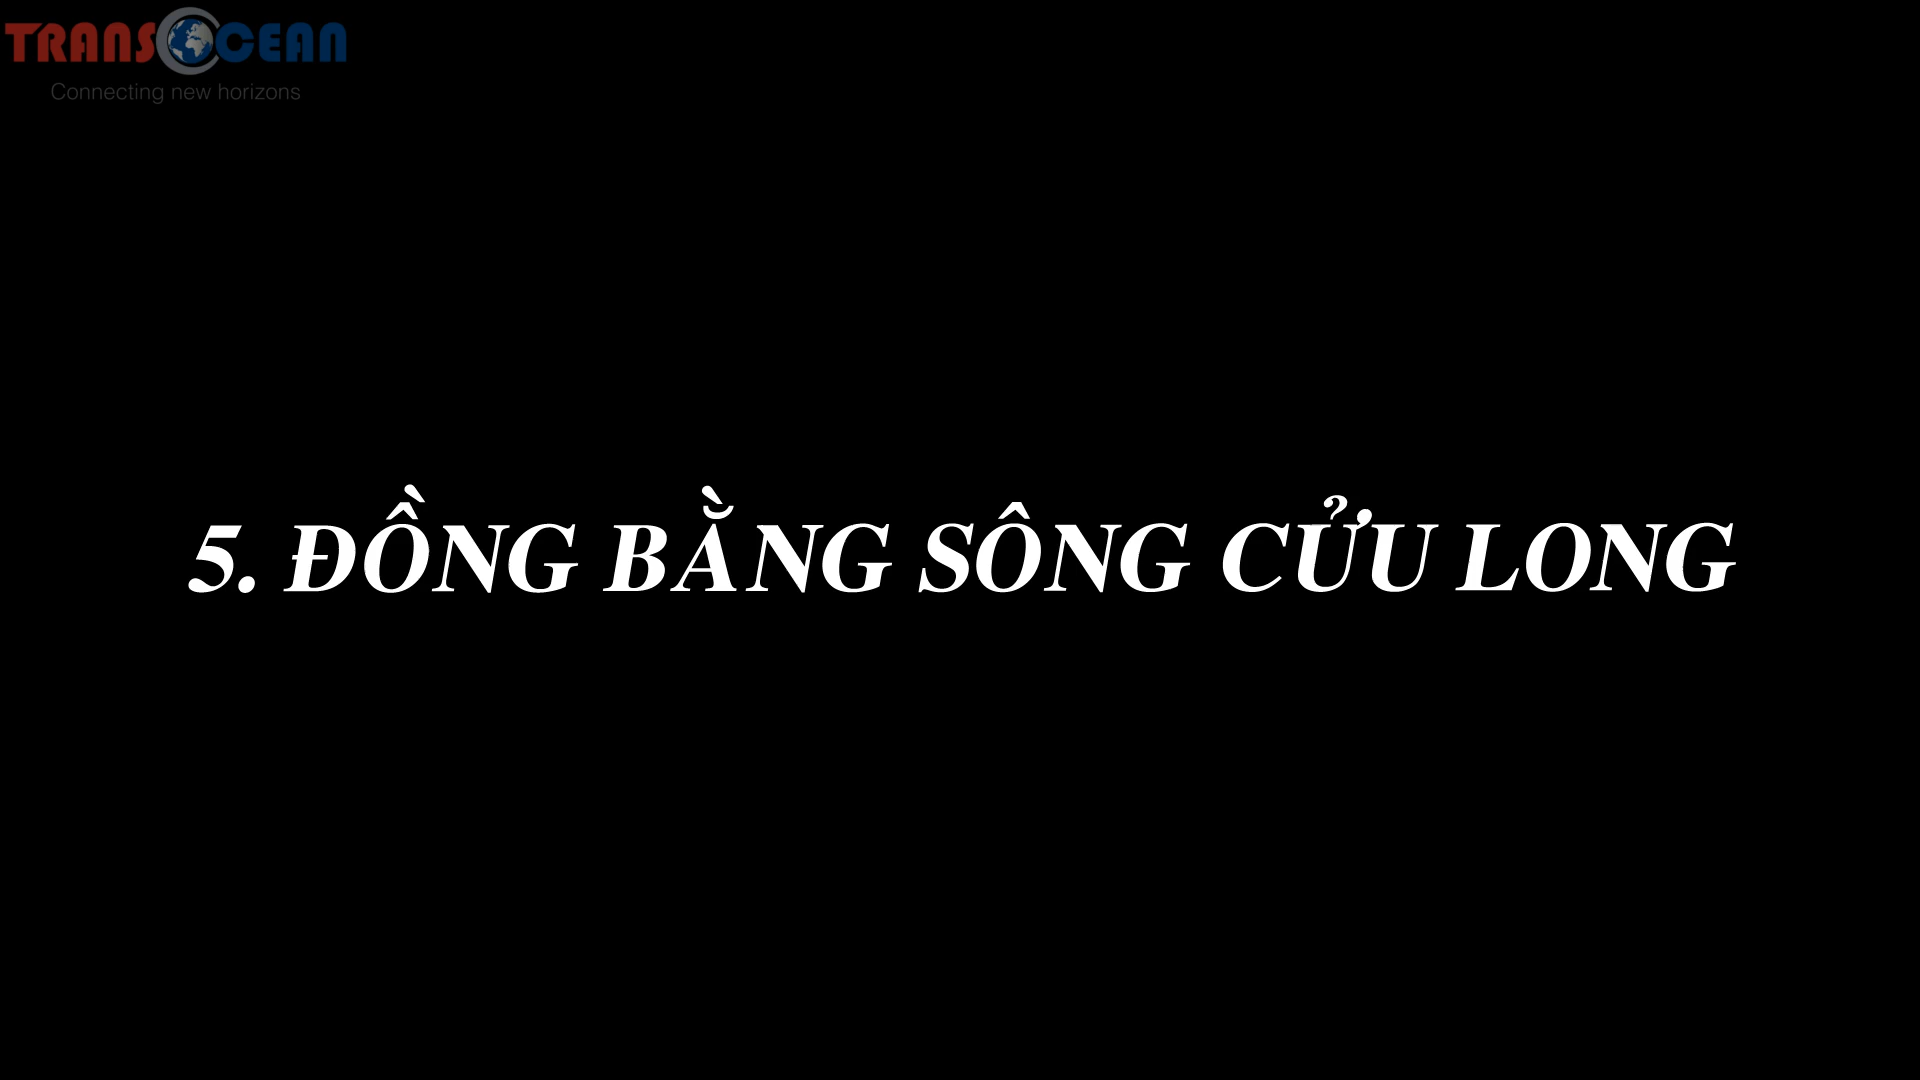 TRANSOCEAN
Connecting new horizons
5. ĐỒNG BẰNG SÔNG CỬU LONG